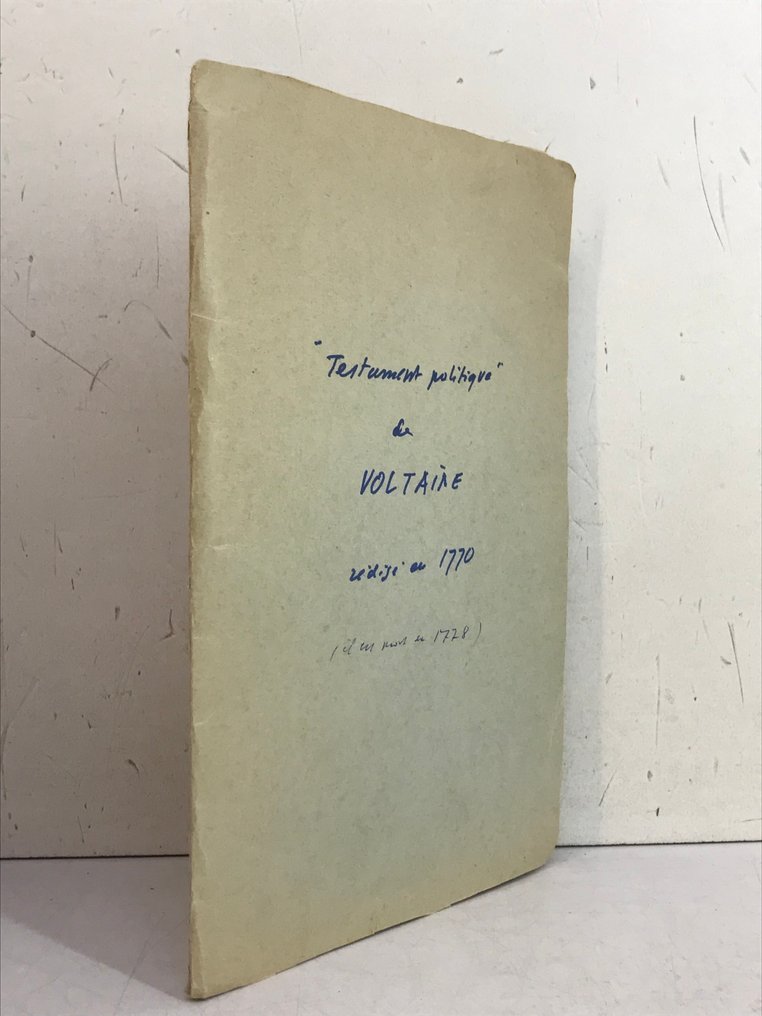 "Testament politique"
de
VOLTAIRE
rédigé en 1770
(il est mort en 1778)